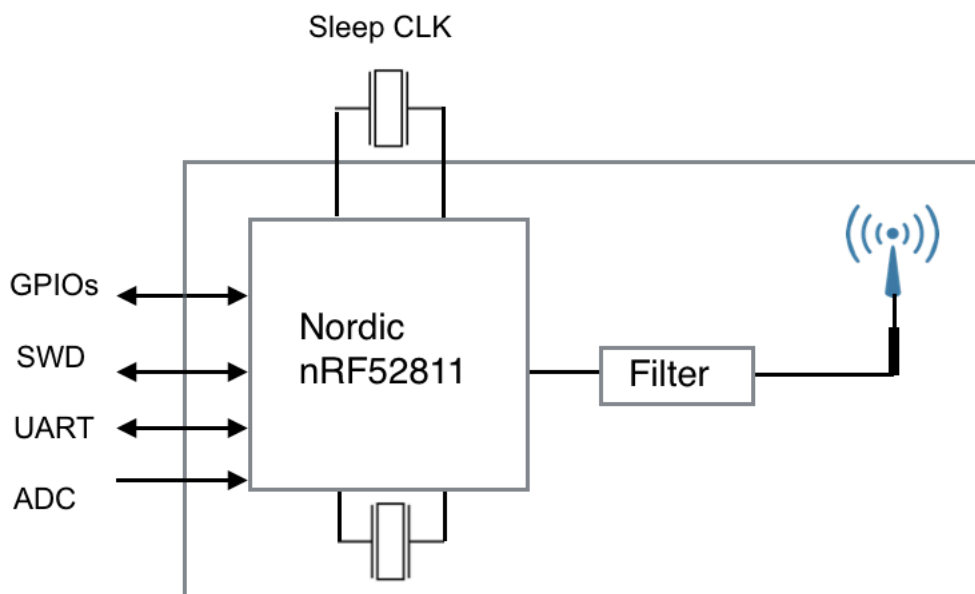 Sleep CLK
GPIOs
SWD
UART
ADC
Nordic
nRF52811
Filter